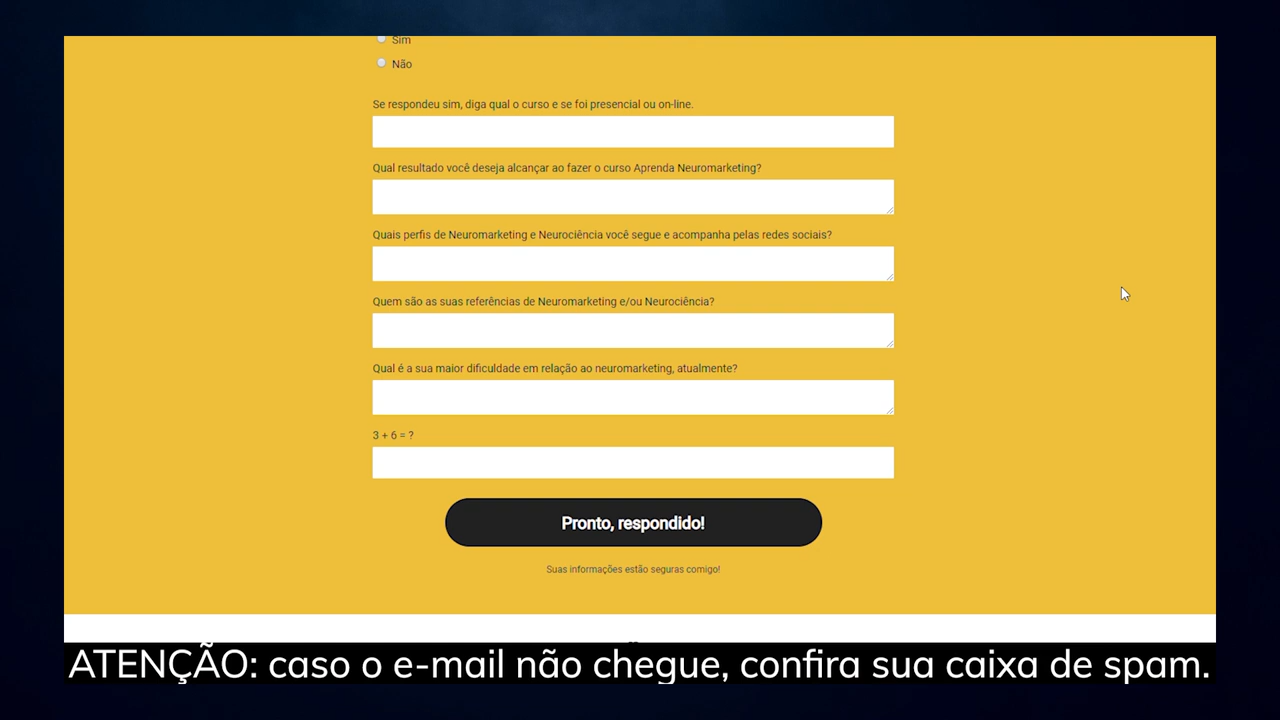 Sim
Não
Se respondeu sim, diga qual o curso e se foi presencial ou on-line.
Qual resultado você deseja alcançar ao fazer o curso Aprenda Neuromarketing?
Quais perfis de Neuromarketing e Neurociência você segue e acompanha pelas redes sociais?
Quem são as suas referências de Neuromarketing e/ou Neurociência?
Qual é a sua maior dificuldade em relação ao neuromarketing, atualmente?
3 + 6 = ?
Pronto, respondido!
Suas informações estão seguras comigo!
ATENÇÃO: caso o e-mail não chegue, confira sua caixa de spam.